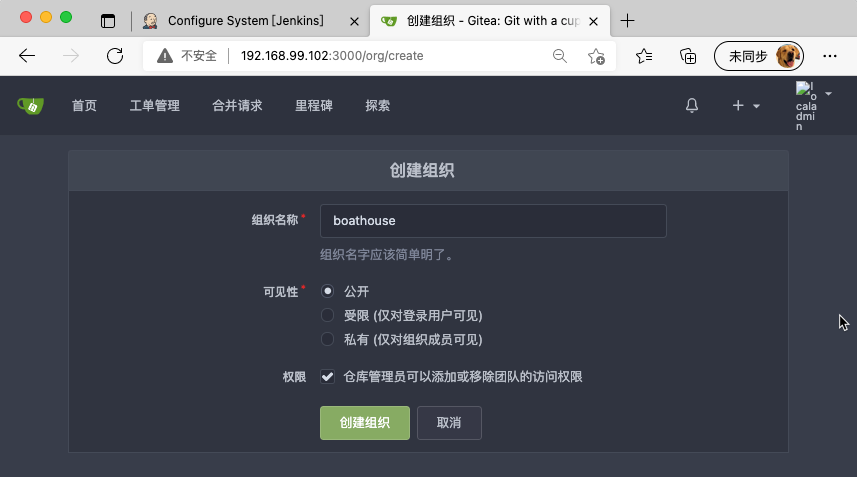 Configure System [Jenkins]
创建组织 - Gitea: Git with a cup
不安全 192.168.99.102:3000/org/create 未同步
首页 工单管理 合并请求 里程碑 探索
localadmin
创建组织
组织名称 *
boathouse
组织名字应该简单明了。
可见性 *
公开
受限 (仅对登录用户可见)
私有 (仅对组织成员可见)
权限
仓库管理员可以添加或移除团队的访问权限
创建组织 取消